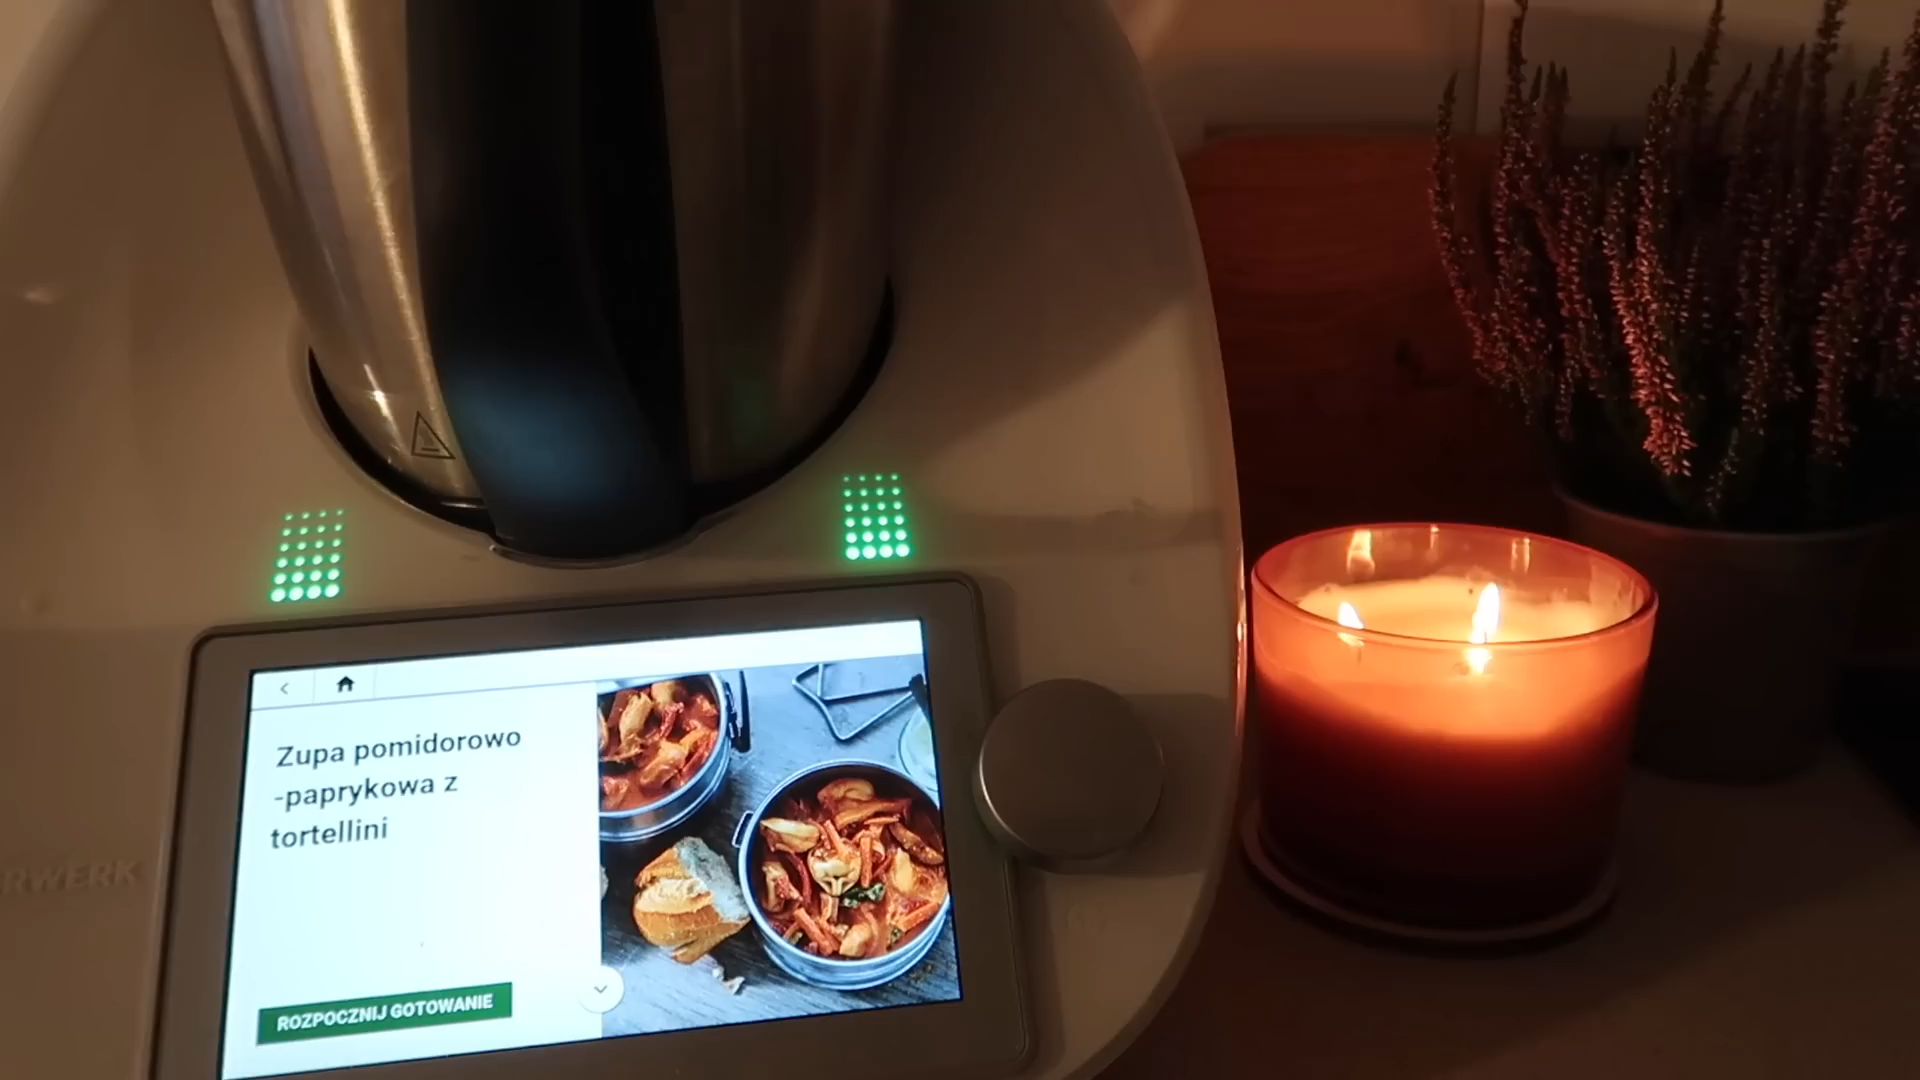 Zupa pomidorowo
-paprykowa z
tortellini
ROZPOCZNIJ GOTOWANIE
RWERK